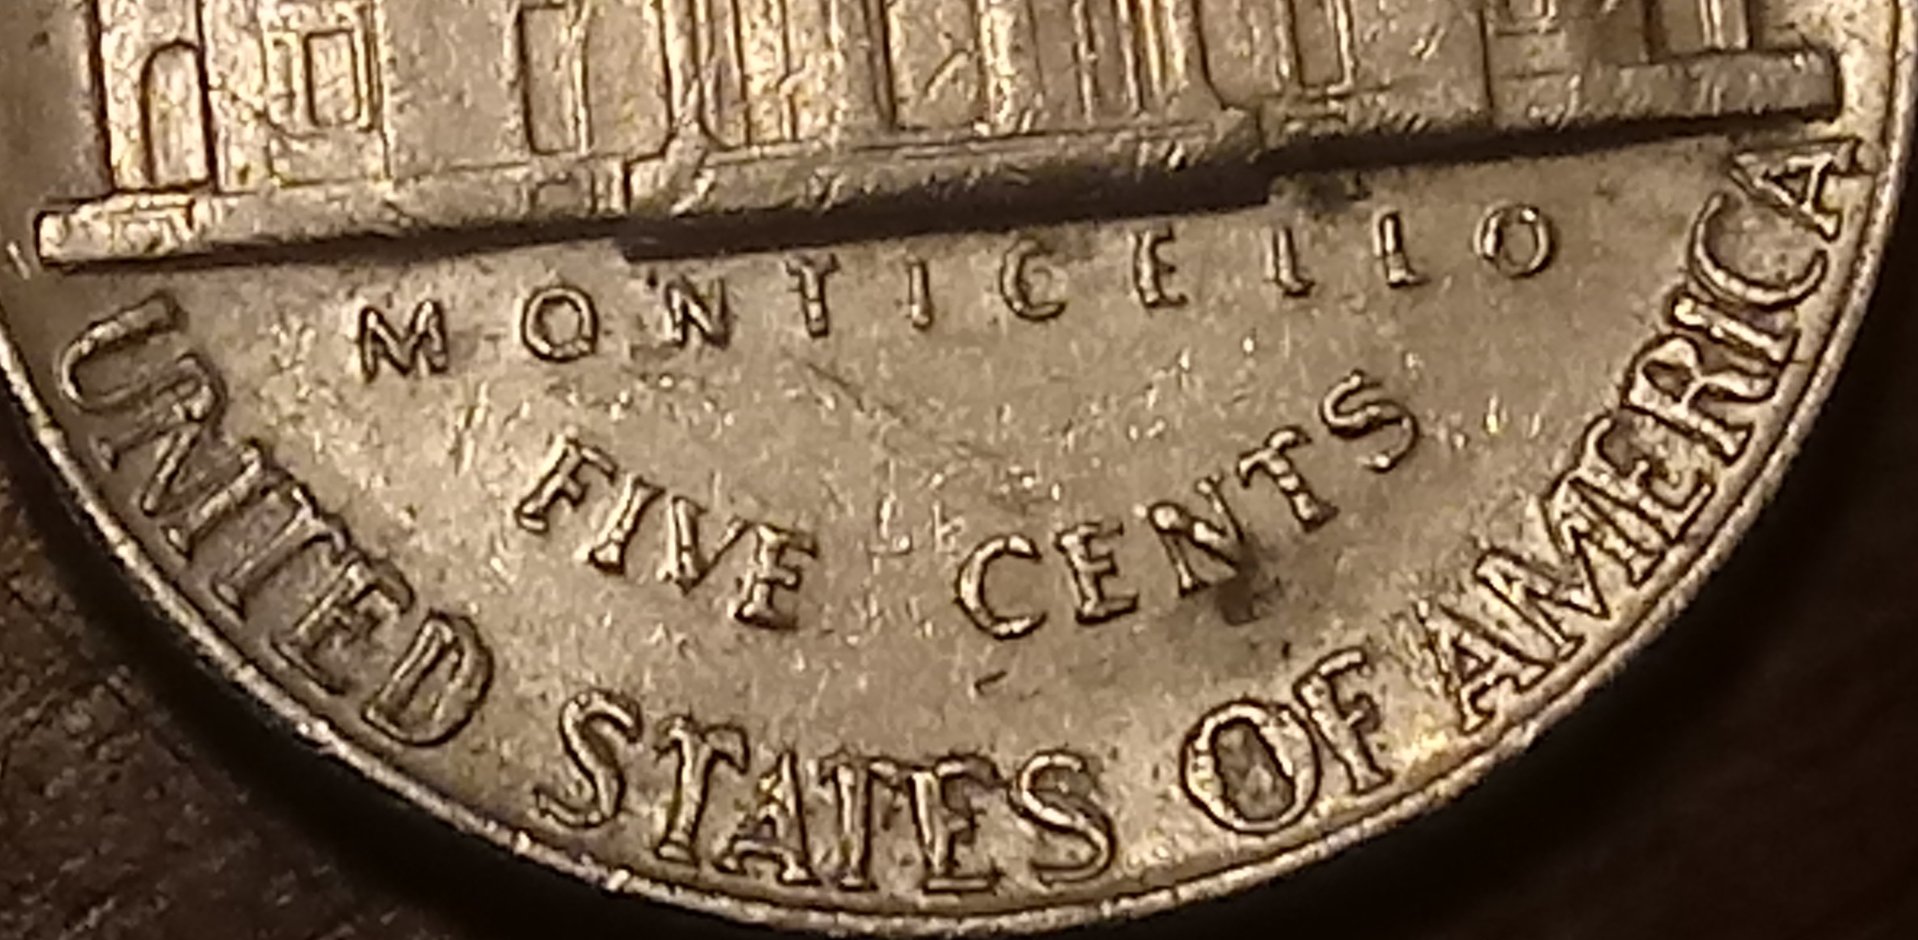 MONTICELLO
FIVE CENTS
UNITED STATES OF AMERICA